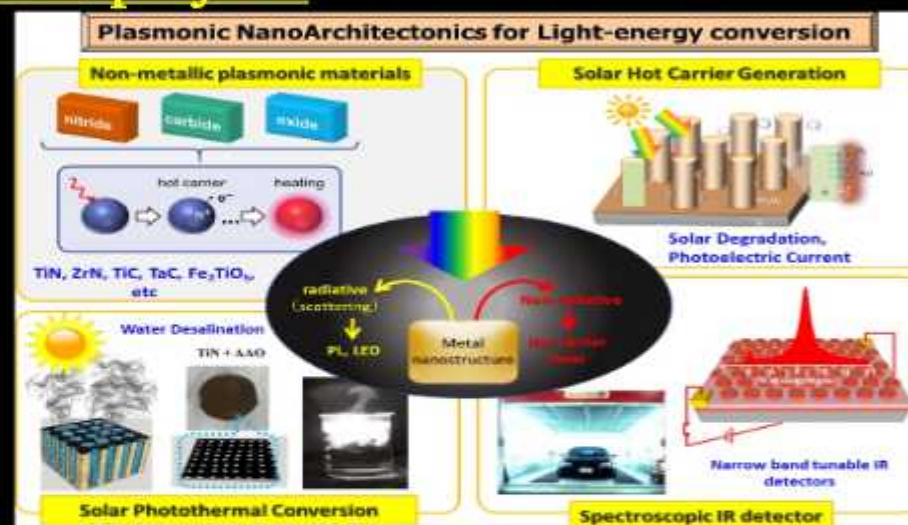 Plasmonic NanoArchitectonics for Light-energy conversion
Non-metallic plasmonic materials
nitride
carbide
oxide
hot carrier
heating
e⁻
...
TiN, ZrN, TiC, TaC, Fe₂TiO₅,
etc
Solar Hot Carrier Generation
Solar Degradation,
Photoelectric Current
radiative
(scattering)
PL, LED
Non-radiative
Metal
nanostructure
Water Desalination
TiN + AAO
Solar Photothermal Conversion
Narrow band tunable IR
detectors
Spectroscopic IR detector